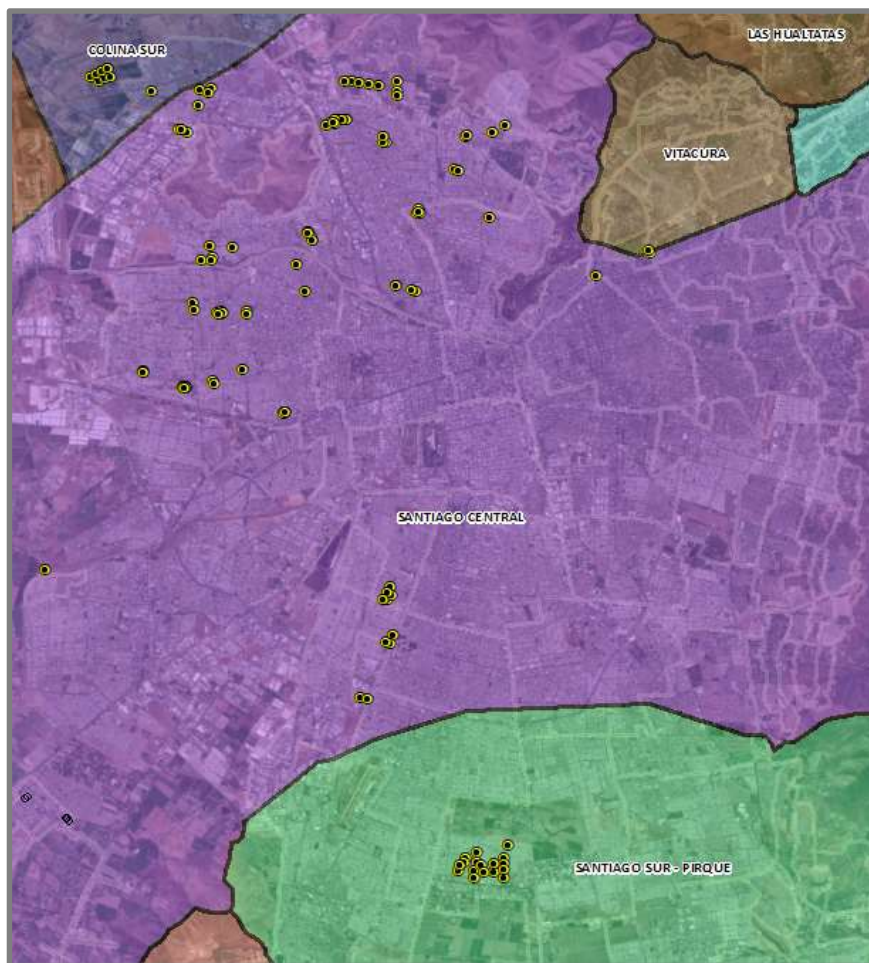 LAS HUALTATAS
COLINA SUR
VITACURA
SANTIAGO CENTRAL
SANTIAGO SUR - PIRQUE